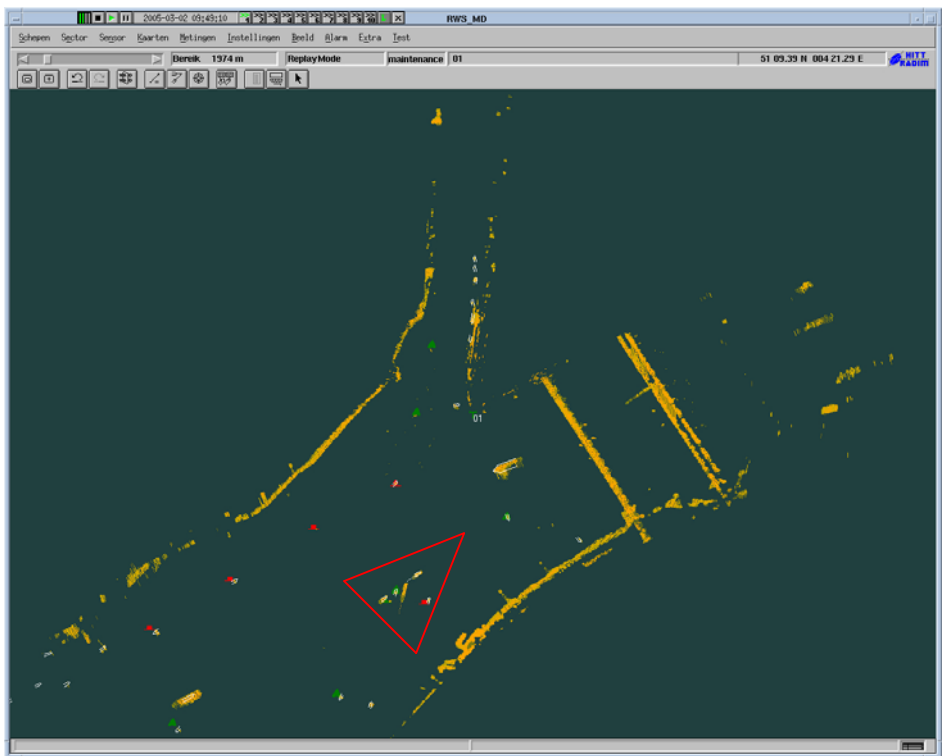 2005-03-02 09:49:10 RWS_MD
Schepen Sector Sensor Kaarten Metingen Instellingen Beeld Alarm Extra Test
Bereik 1974 m ReplayMode maintenance 01 51 09.39 N 004 21.29 E HITT
RADIM
01